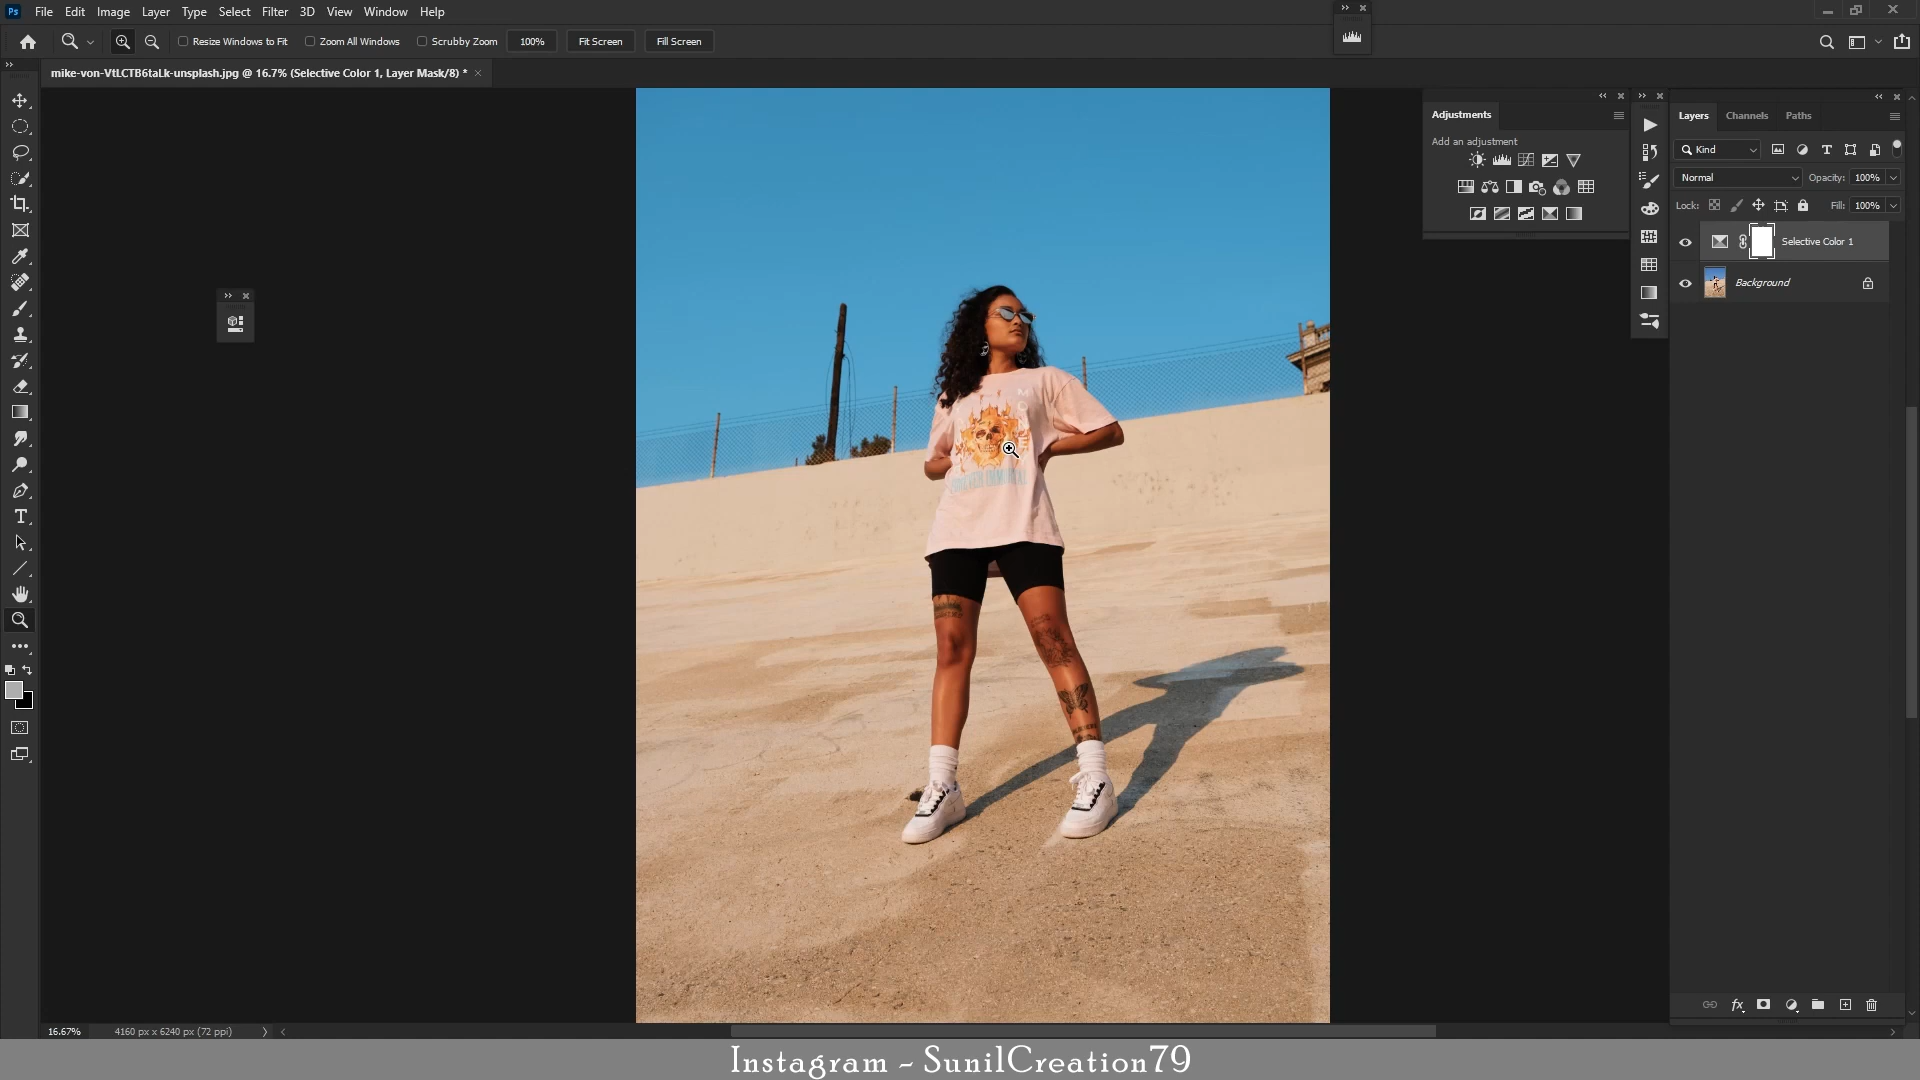 Ps File Edit Image Layer Type Select Filter 3D View Window Help
Resize Windows to Fit Zoom All Windows Scrubby Zoom 100% Fit Screen Fill Screen
mike-von-VtLCTB6taLk-unsplash.jpg @ 16.7% (Selective Color 1, Layer Mask/8) *
Adjustments
Add an adjustment
Layers Channels Paths
Kind
Normal Opacity: 100%
Lock: Fill: 100%
Selective Color 1
Background
16.67% 4160 px x 6240 px (72 ppi)
Instagram - SunilCreation79